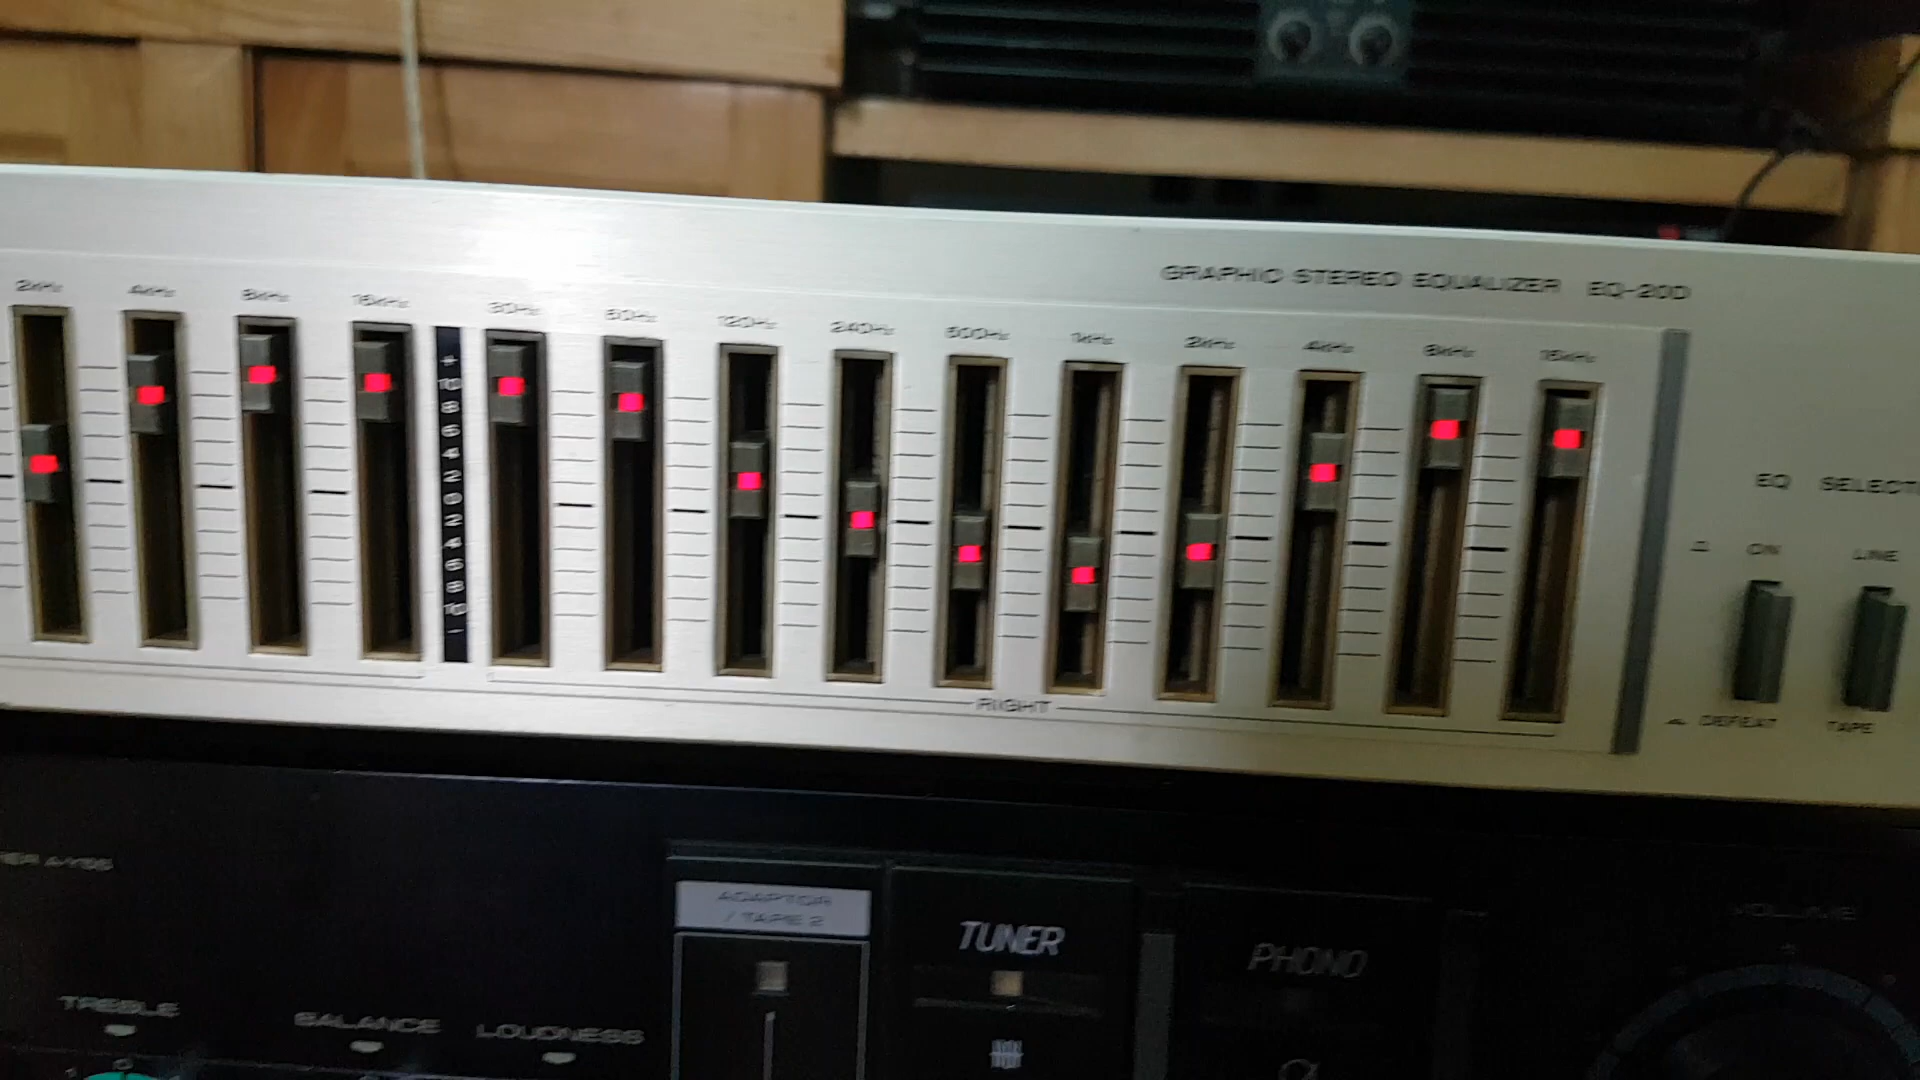 GRAPHIC STEREO EQUALIZER EQ-20D
2kHz 4kHz 8kHz 16kHz 30Hz 60Hz 120Hz 240Hz 500Hz 1kHz 2kHz 4kHz 8kHz 16kHz
+
10
8
6
4
2
0
2
4
6
8
10
-
EQ
ON
LINE
DEFEAT
TAPE
RIGHT
ADAPTOR
/ TAPE 2
TUNER
PHONO
VOLUME
TREBLE
BALANCE
LOUDNESS